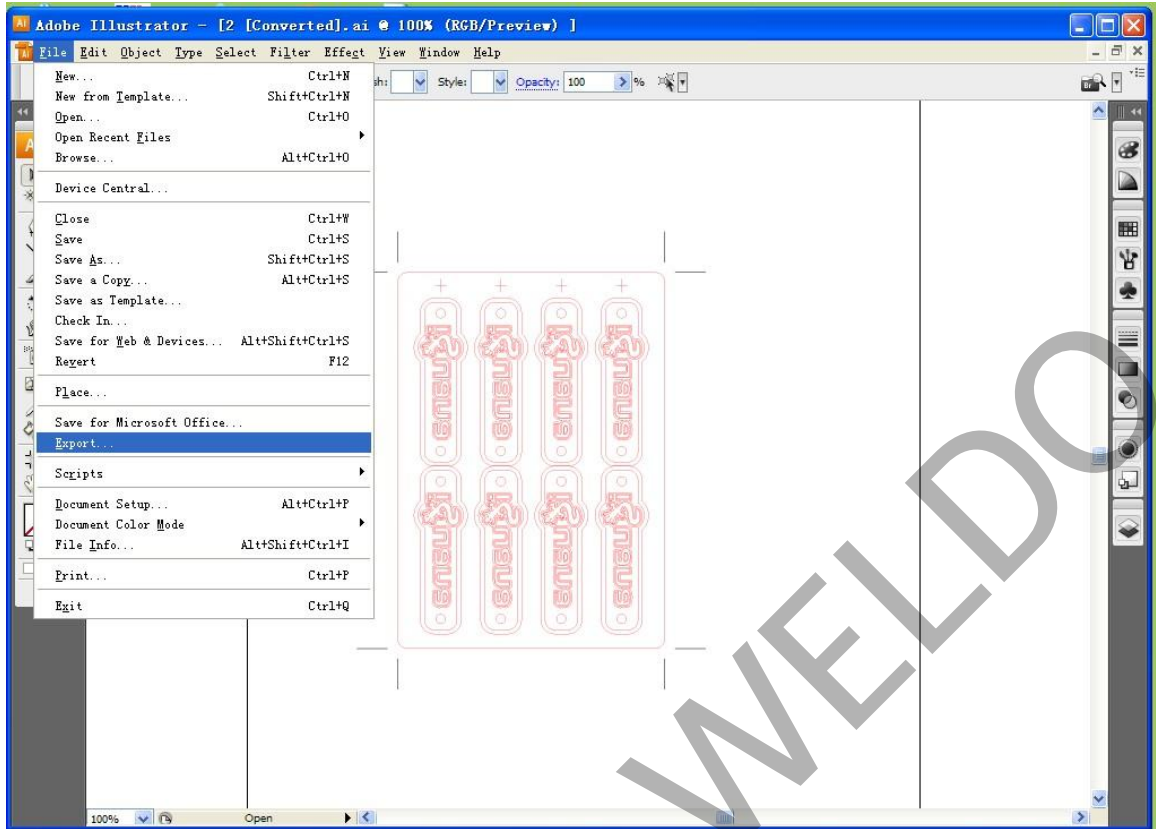 Adobe Illustrator - [2 [Converted].ai @ 100% (RGB/Preview) ]
File Edit Object Type Select Filter Effect View Window Help
Style: Opacity: 100 %
New... Ctrl+N
New from Template... Shift+Ctrl+N
Open... Ctrl+O
Open Recent Files
Browse... Alt+Ctrl+O
Device Central...
Close Ctrl+W
Save Ctrl+S
Save As... Shift+Ctrl+S
Save a Copy... Alt+Ctrl+S
Save as Template...
Check In...
Save for Web & Devices... Alt+Shift+Ctrl+S
Revert F12
Place...
Save for Microsoft Office...
Export...
Scripts
Document Setup... Alt+Ctrl+P
Document Color Mode
File Info... Alt+Shift+Ctrl+I
Print... Ctrl+P
Exit Ctrl+Q
100% Open
WELDO